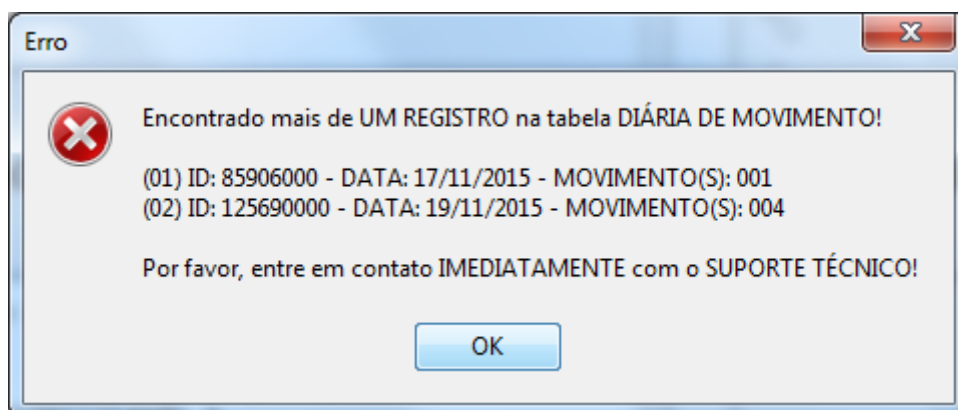 Erro
Encontrado mais de UM REGISTRO na tabela DIÁRIA DE MOVIMENTO!
(01) ID: 85906000 - DATA: 17/11/2015 - MOVIMENTO(S): 001
(02) ID: 125690000 - DATA: 19/11/2015 - MOVIMENTO(S): 004
Por favor, entre em contato IMEDIATAMENTE com o SUPORTE TÉCNICO!
OK